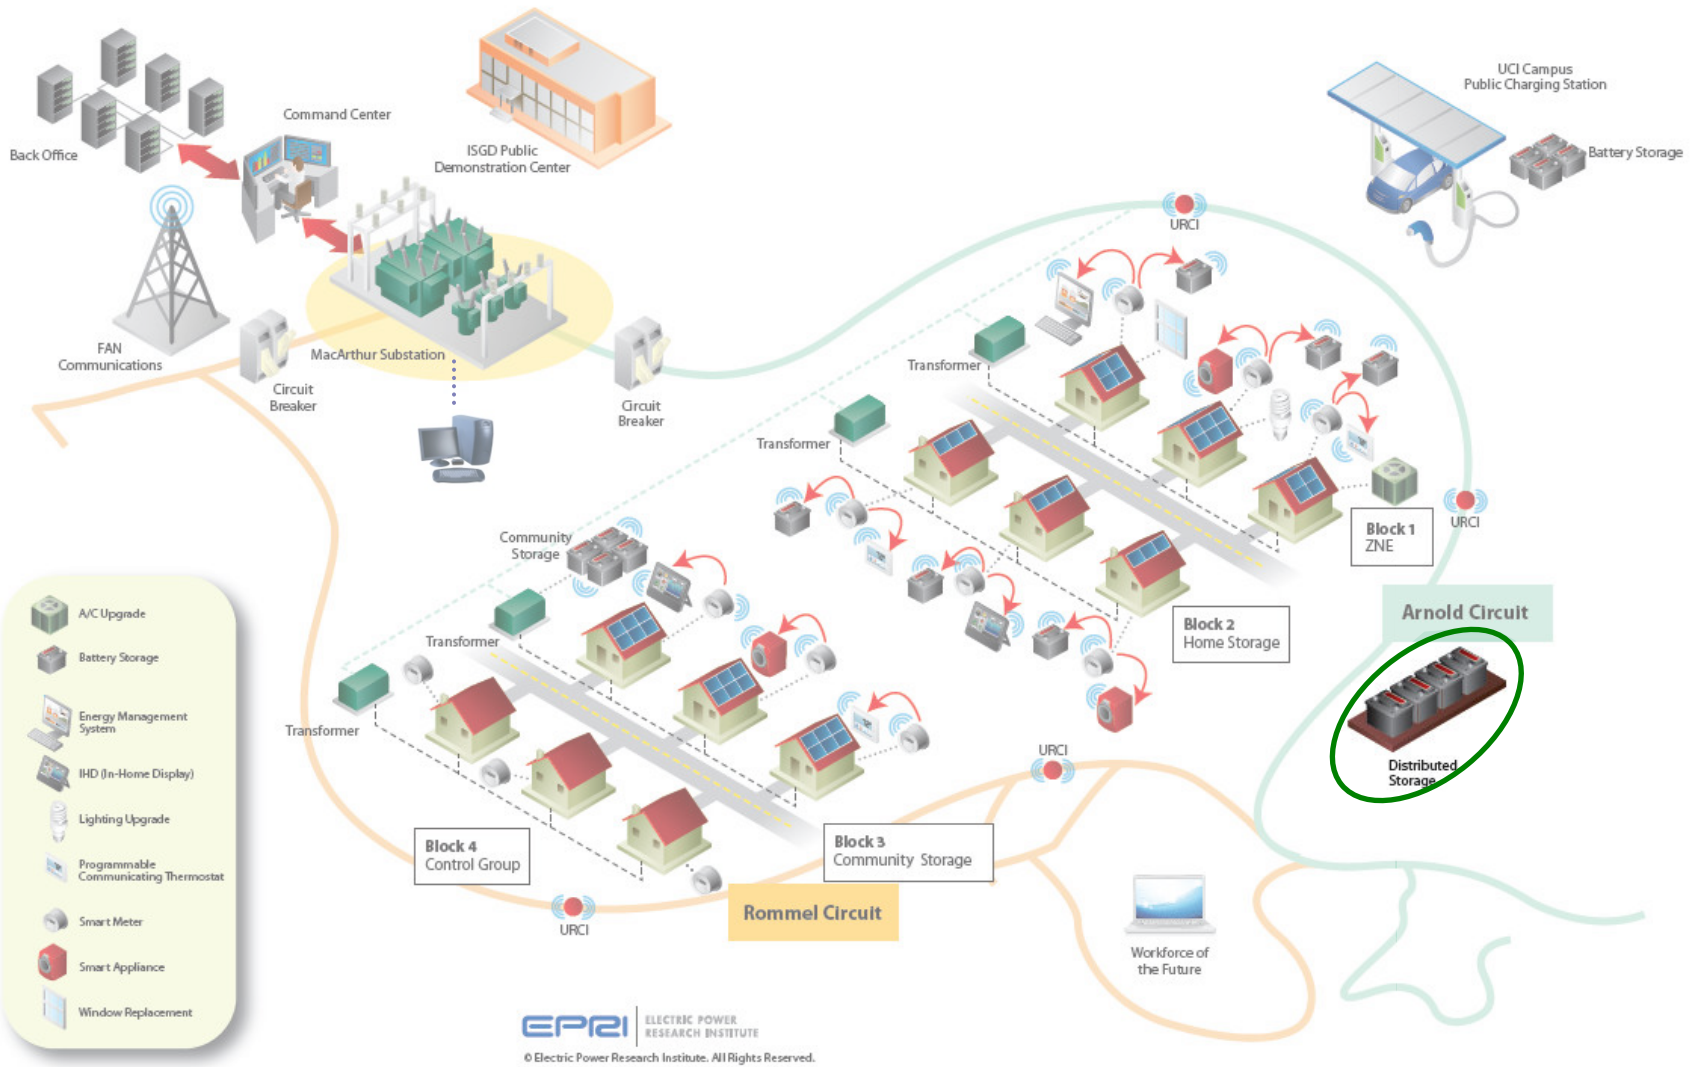 UCI Campus
Public Charging Station
Battery Storage
Command Center
Back Office
ISGD Public
Demonstration Center
URCI
FAN
Communications
MacArthur Substation
Circuit
Breaker
Circuit
Breaker
Transformer
Transformer
URCI
Block 1
ZNE
Community
Storage
Arnold Circuit
Block 2
Home Storage
Transformer
Transformer
A/C Upgrade
Battery Storage
Energy Management
System
IHD (In-Home Display)
Lighting Upgrade
Programmable
Communicating Thermostat
Smart Meter
Smart Appliance
Window Replacement
URCI
Distributed
Storage
Block 4
Control Group
Block 3
Community Storage
Rommel Circuit
URCI
Workforce of
the Future
EPRI
ELECTRIC POWER
RESEARCH INSTITUTE
© Electric Power Research Institute. All Rights Reserved.